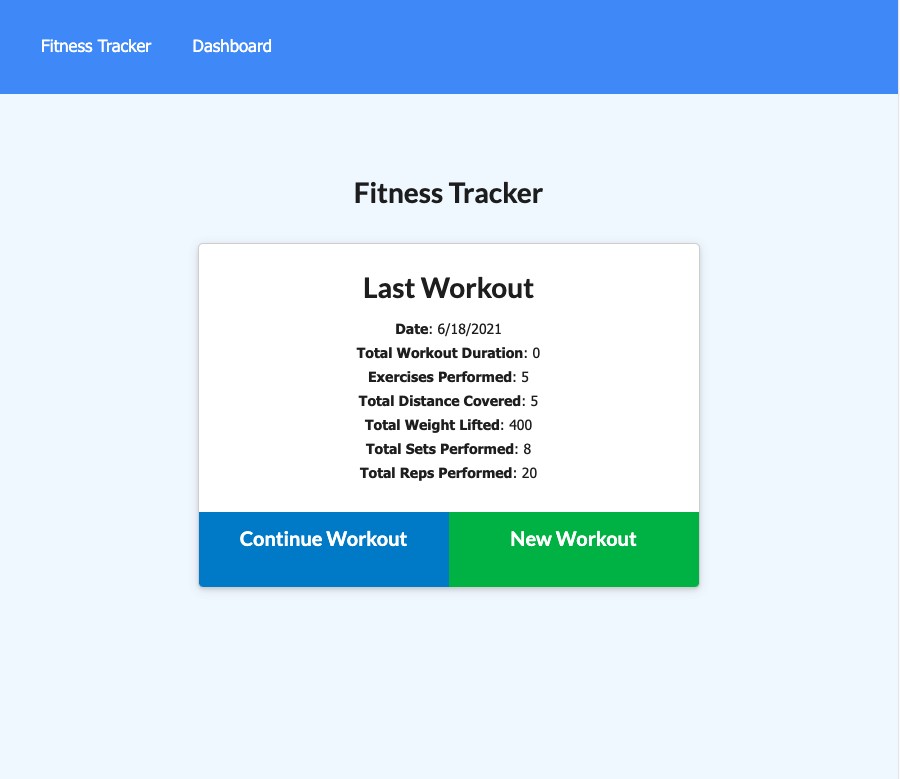 Fitness Tracker Dashboard
Fitness Tracker
Last Workout
Date: 6/18/2021
Total Workout Duration: 0
Exercises Performed: 5
Total Distance Covered: 5
Total Weight Lifted: 400
Total Sets Performed: 8
Total Reps Performed: 20
Continue Workout New Workout